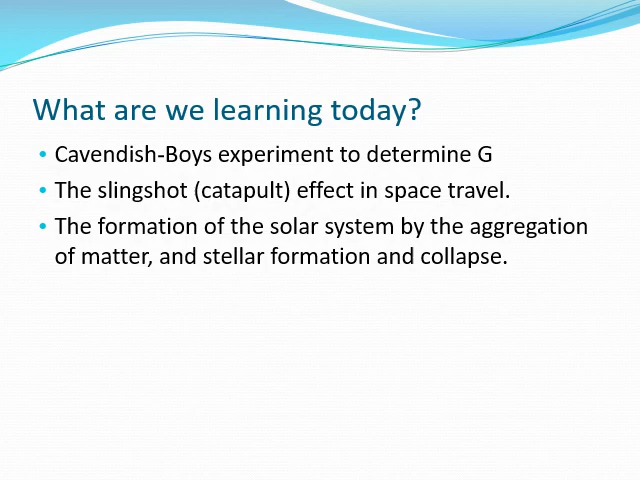 What are we learning today?
• Cavendish-Boys experiment to determine G
• The slingshot (catapult) effect in space travel.
• The formation of the solar system by the aggregation
of matter, and stellar formation and collapse.